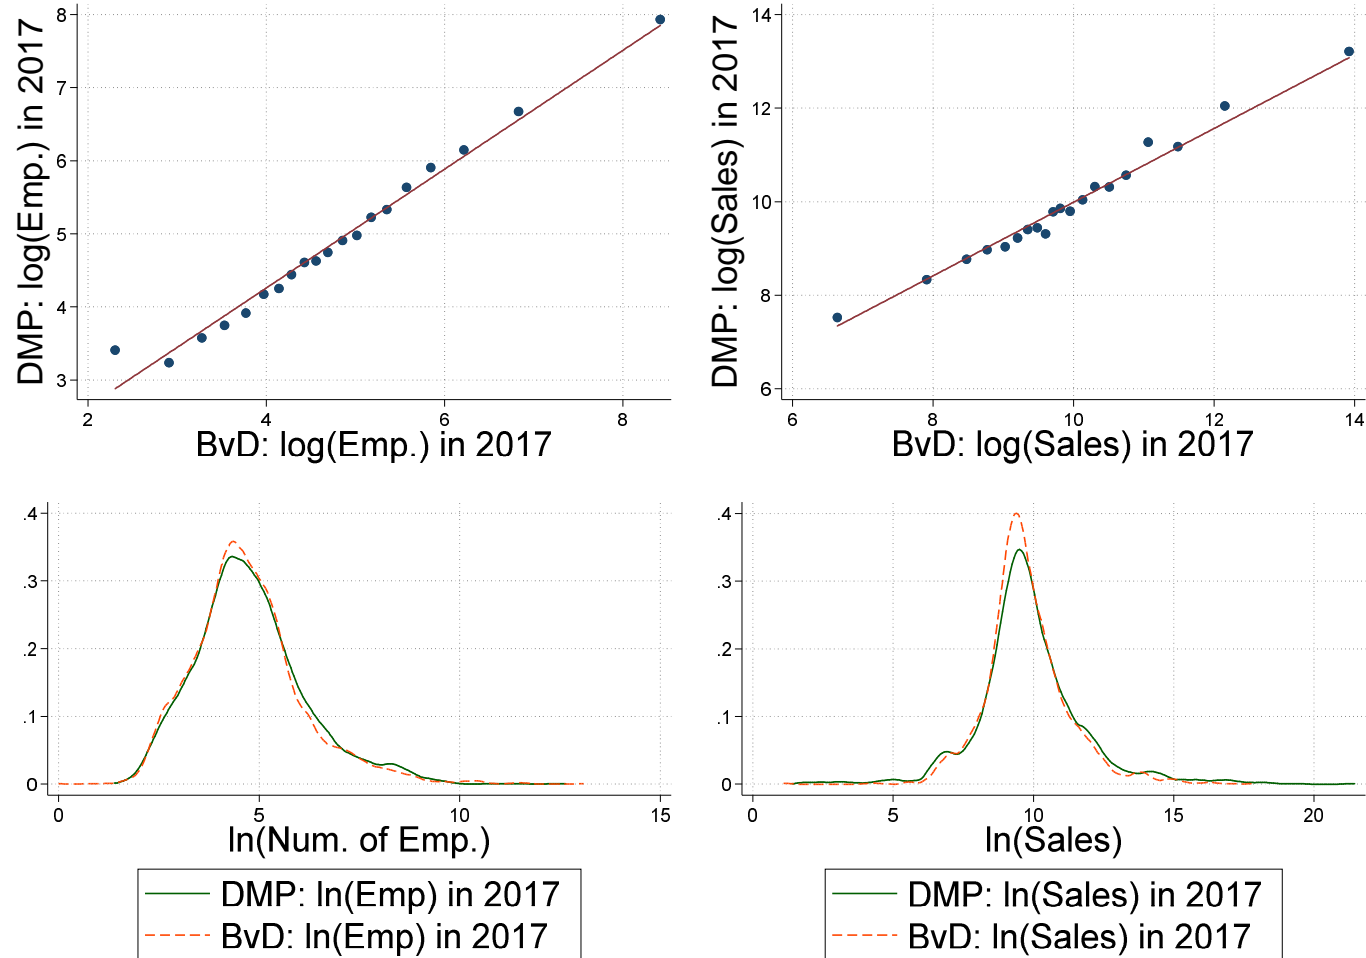 DMP: log(Emp.) in 2017
8
7
6
5
4
3
2 4 6 8
BvD: log(Emp.) in 2017
DMP: log(Sales) in 2017
14
12
10
8
6
6 8 10 12 14
BvD: log(Sales) in 2017
.4
.3
.2
.1
0
0 5 10 15
ln(Num. of Emp.)
DMP: ln(Emp) in 2017
BvD: ln(Emp) in 2017
.4
.3
.2
.1
0
0 5 10 15 20
ln(Sales)
DMP: ln(Sales) in 2017
BvD: ln(Sales) in 2017